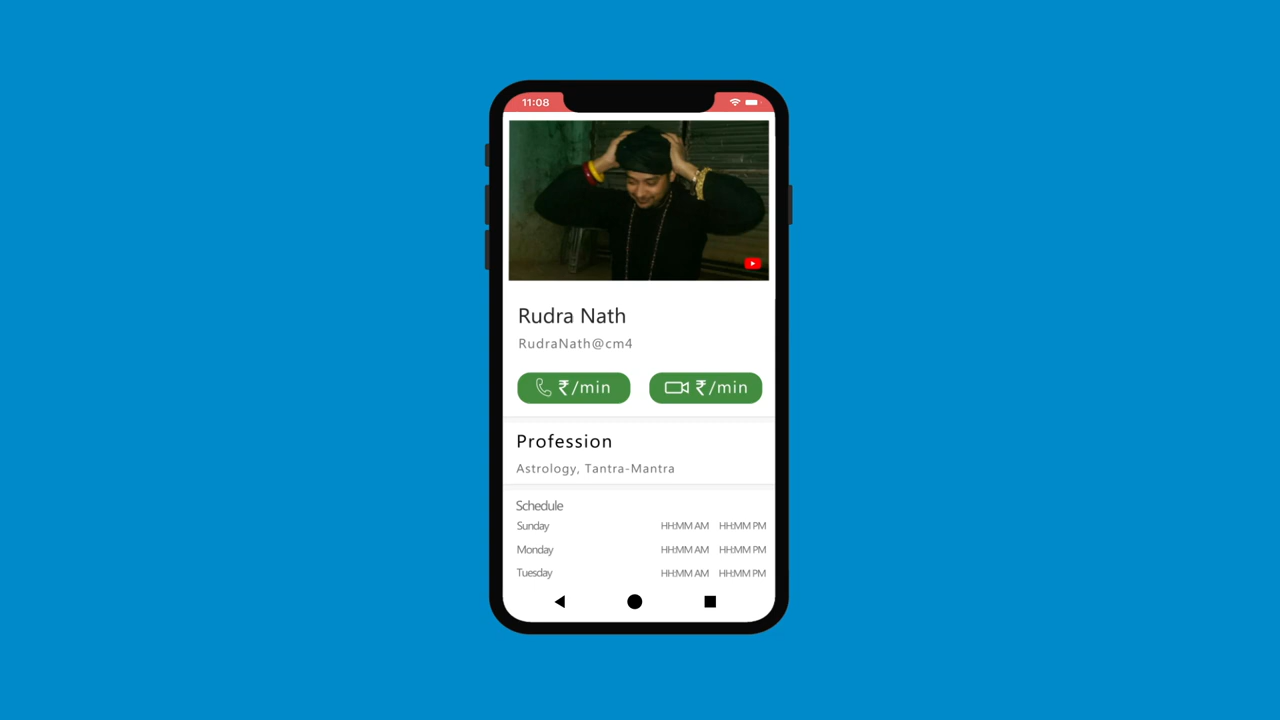 11:08
Rudra Nath
RudraNath@cm4
₹/min ₹/min
Profession
Astrology, Tantra-Mantra
Schedule
Sunday HH:MM AM HH:MM PM
Monday HH:MM AM HH:MM PM
Tuesday HH:MM AM HH:MM PM